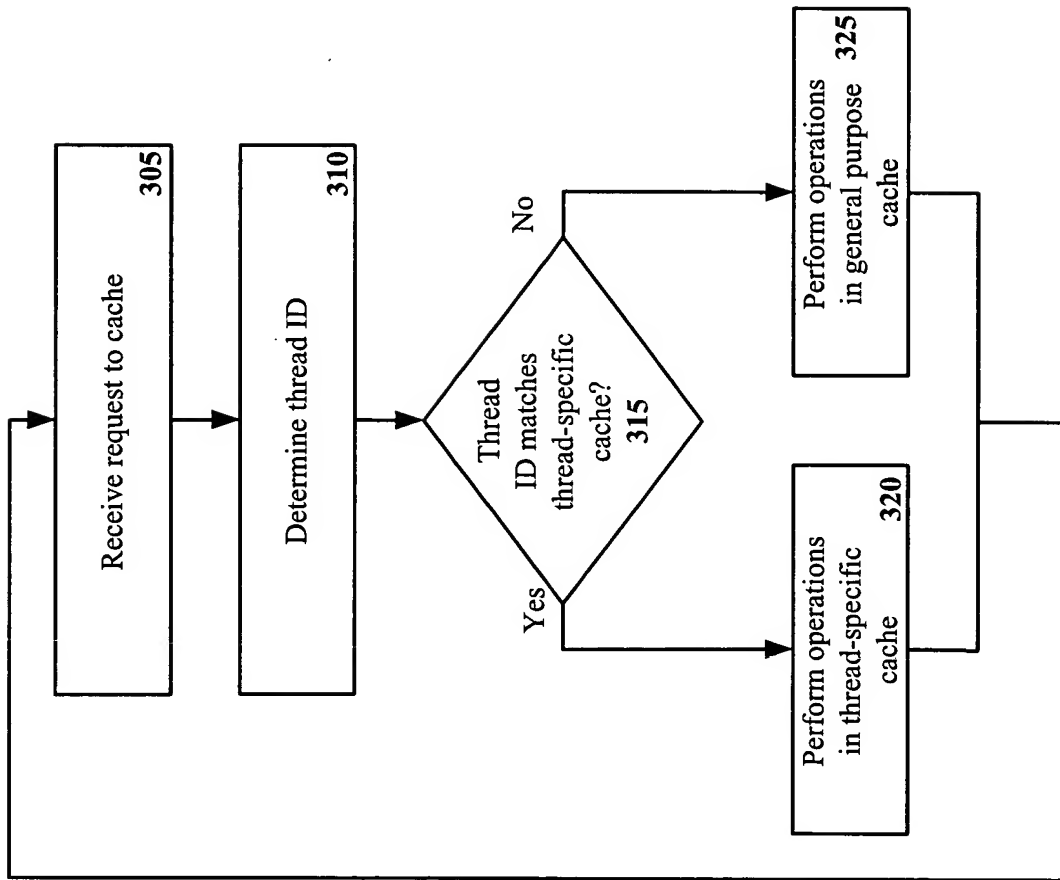 Receive request to cache
305
Determine thread ID
310
Thread
ID matches
thread-specific
cache?
315
Yes
No
Perform operations
in thread-specific
cache
320
Perform operations
in general purpose
cache
325